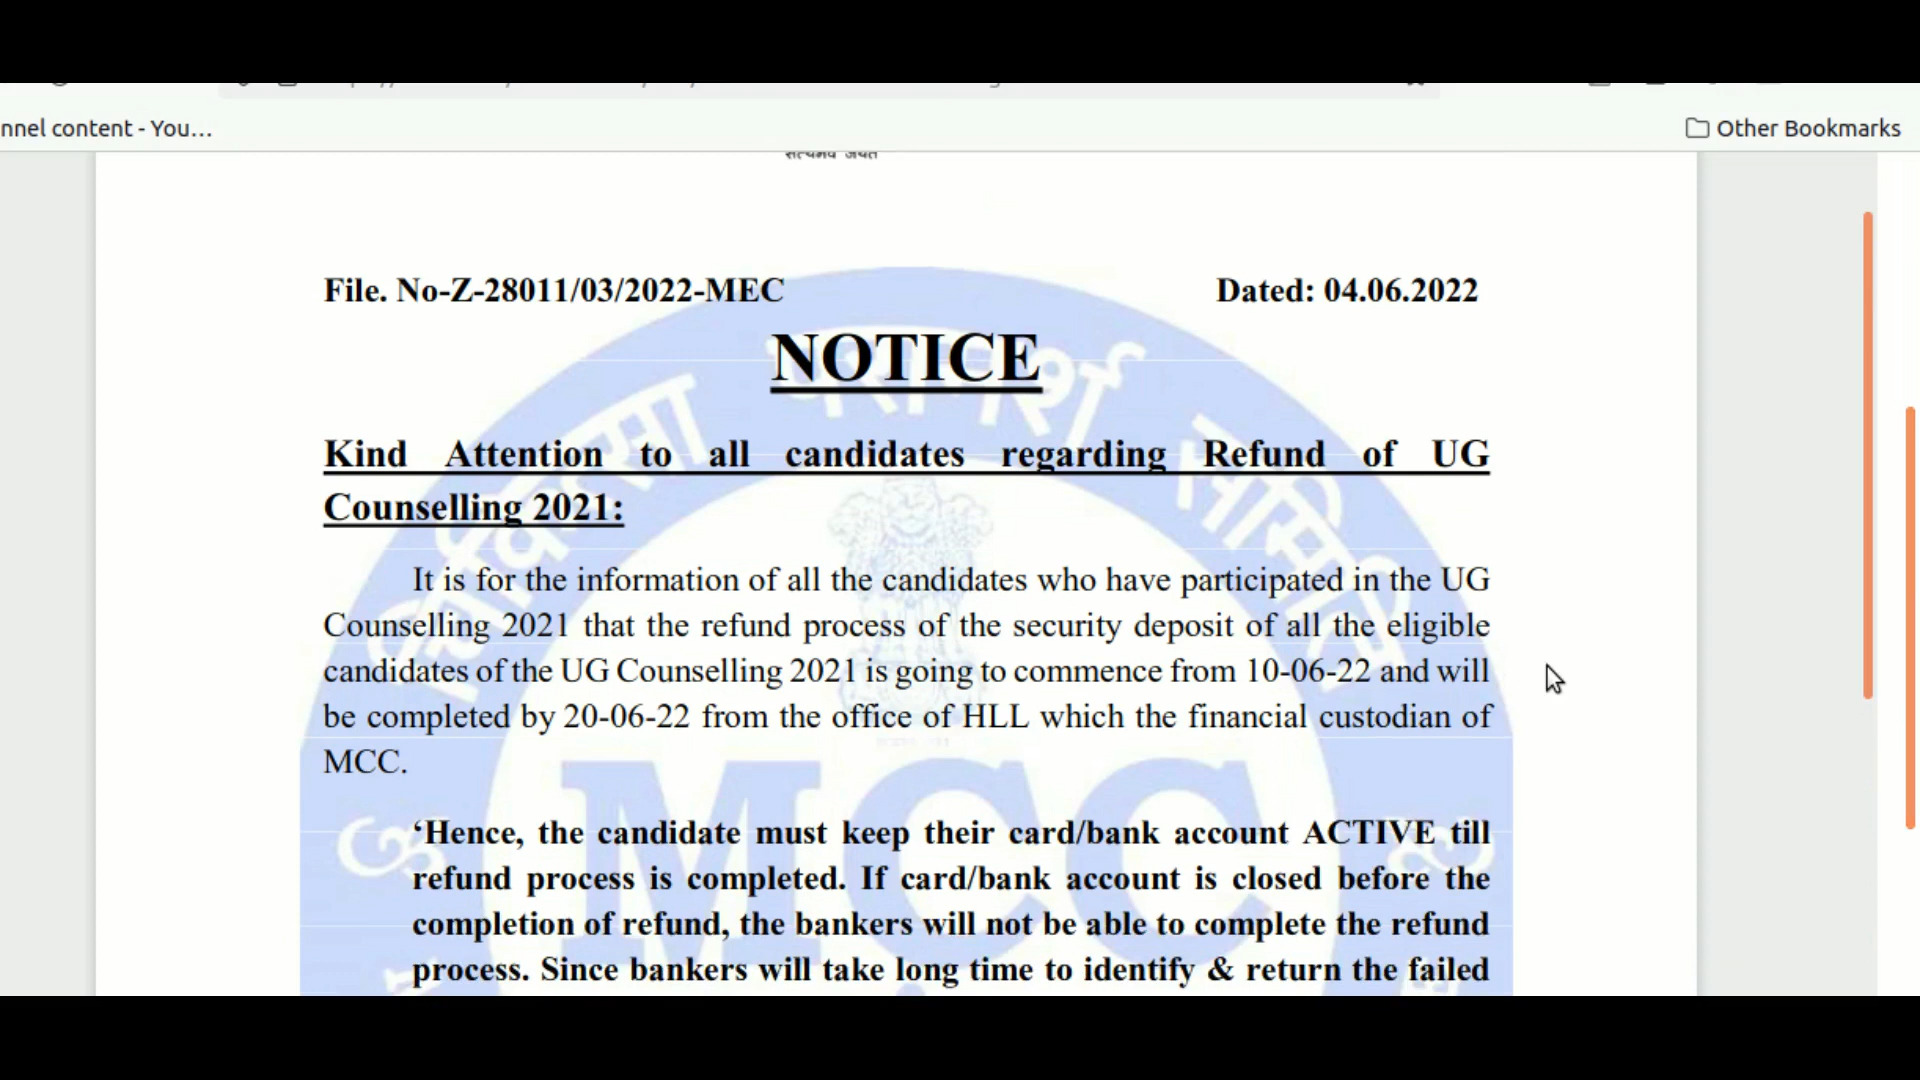 nnel content - You…
Other Bookmarks
सत्यमेव जयते
File. No-Z-28011/03/2022-MEC Dated: 04.06.2022
NOTICE
Kind Attention to all candidates regarding Refund of UG
Counselling 2021:
It is for the information of all the candidates who have participated in the UG
Counselling 2021 that the refund process of the security deposit of all the eligible
candidates of the UG Counselling 2021 is going to commence from 10-06-22 and will
be completed by 20-06-22 from the office of HLL which the financial custodian of
MCC.
‘Hence, the candidate must keep their card/bank account ACTIVE till
refund process is completed. If card/bank account is closed before the
completion of refund, the bankers will not be able to complete the refund
process. Since bankers will take long time to identify & return the failed
चिकित्सा परामर्श समिति
MCC